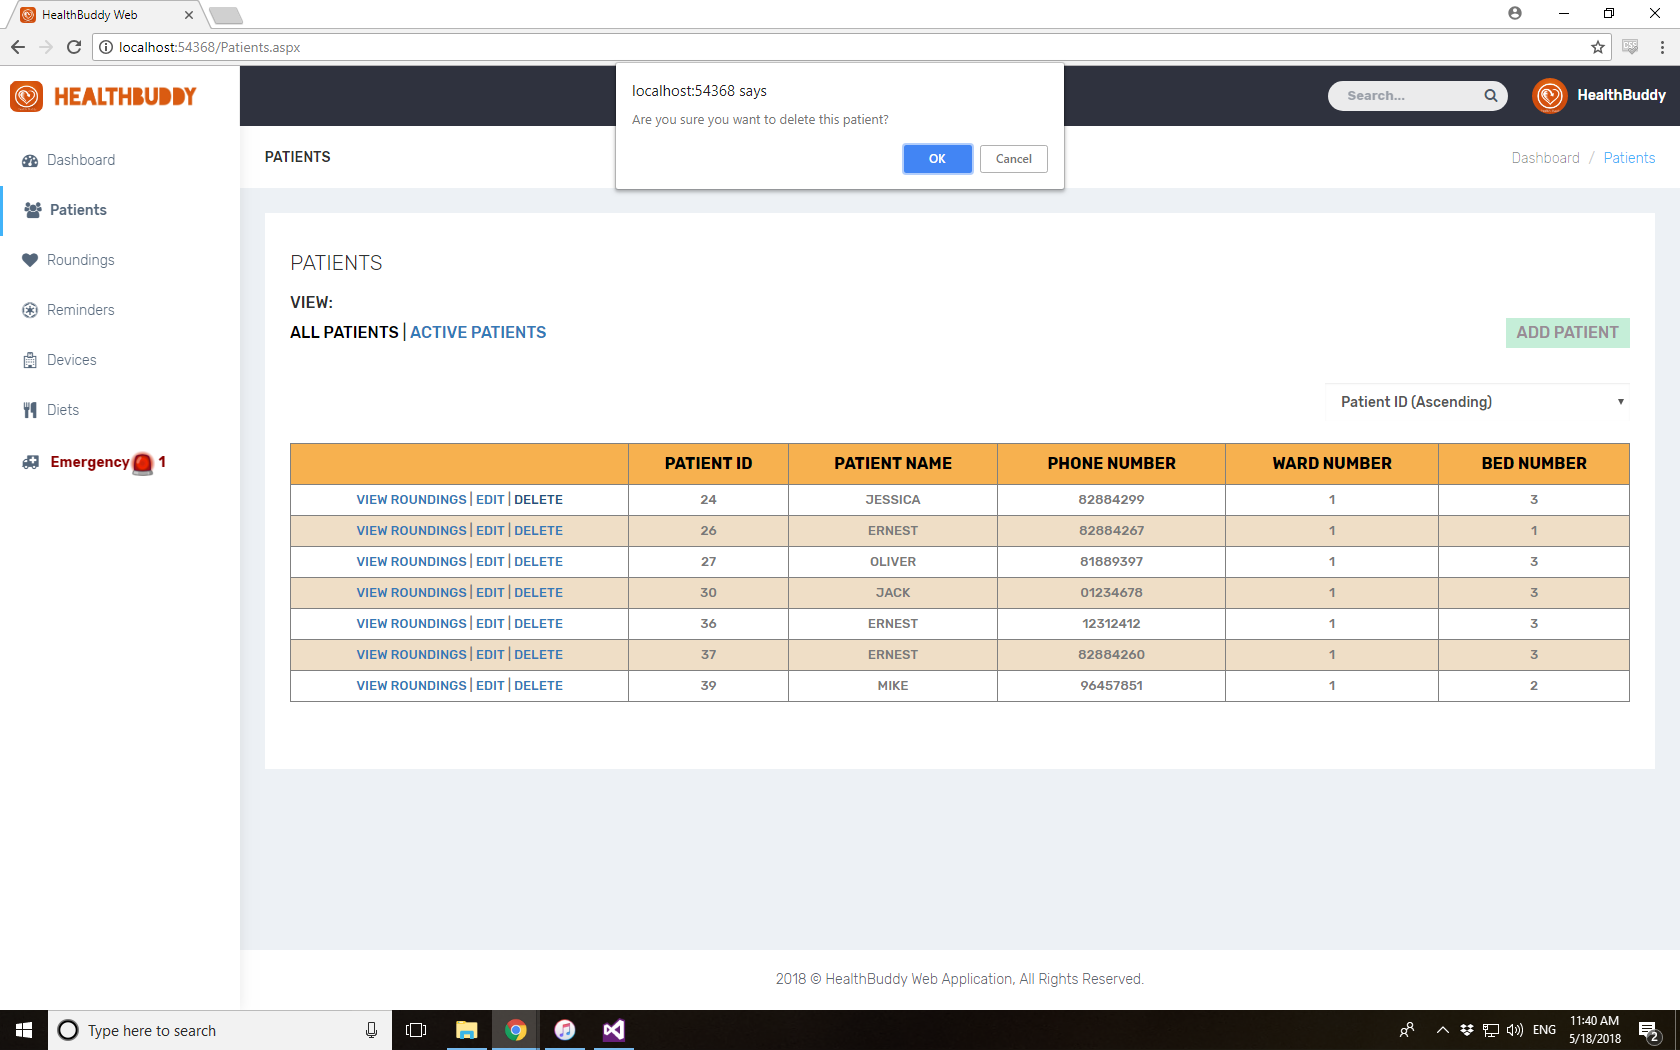 HealthBuddy Web
localhost:54368/Patients.aspx
localhost:54368 says
Are you sure you want to delete this patient?
OK
Cancel
HEALTHBUDDY
Search...
HealthBuddy
Dashboard
Patients
Roundings
Reminders
Devices
Diets
Emergency 1
PATIENTS
Dashboard / Patients
PATIENTS
VIEW:
ALL PATIENTS | ACTIVE PATIENTS
ADD PATIENT
Patient ID (Ascending)
PATIENT ID PATIENT NAME PHONE NUMBER WARD NUMBER BED NUMBER
VIEW ROUNDINGS | EDIT | DELETE 24 JESSICA 82884299 1 3
VIEW ROUNDINGS | EDIT | DELETE 26 ERNEST 82884267 1 1
VIEW ROUNDINGS | EDIT | DELETE 27 OLIVER 81889397 1 3
VIEW ROUNDINGS | EDIT | DELETE 30 JACK 01234678 1 3
VIEW ROUNDINGS | EDIT | DELETE 36 ERNEST 12312412 1 3
VIEW ROUNDINGS | EDIT | DELETE 37 ERNEST 82884260 1 3
VIEW ROUNDINGS | EDIT | DELETE 39 MIKE 96457851 1 2
2018 © HealthBuddy Web Application, All Rights Reserved.
Type here to search
ENG
11:40 AM
5/18/2018
2